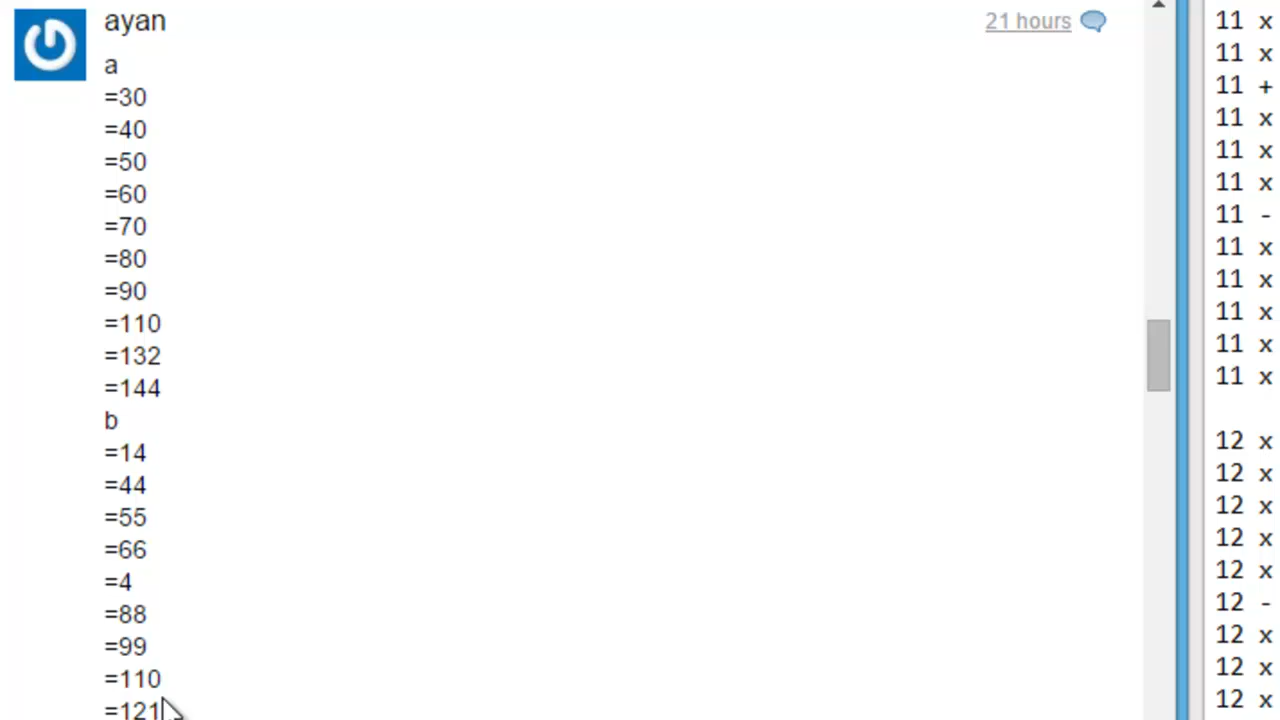 ayan
21 hours
a
=30
=40
=50
=60
=70
=80
=90
=110
=132
=144
b
=14
=44
=55
=66
=4
=88
=99
=110
=121
11 x
11 x
11 +
11 x
11 x
11 x
11 -
11 x
11 x
11 x
11 x
11 x
12 x
12 x
12 x
12 x
12 x
12 -
12 x
12 x
12 x